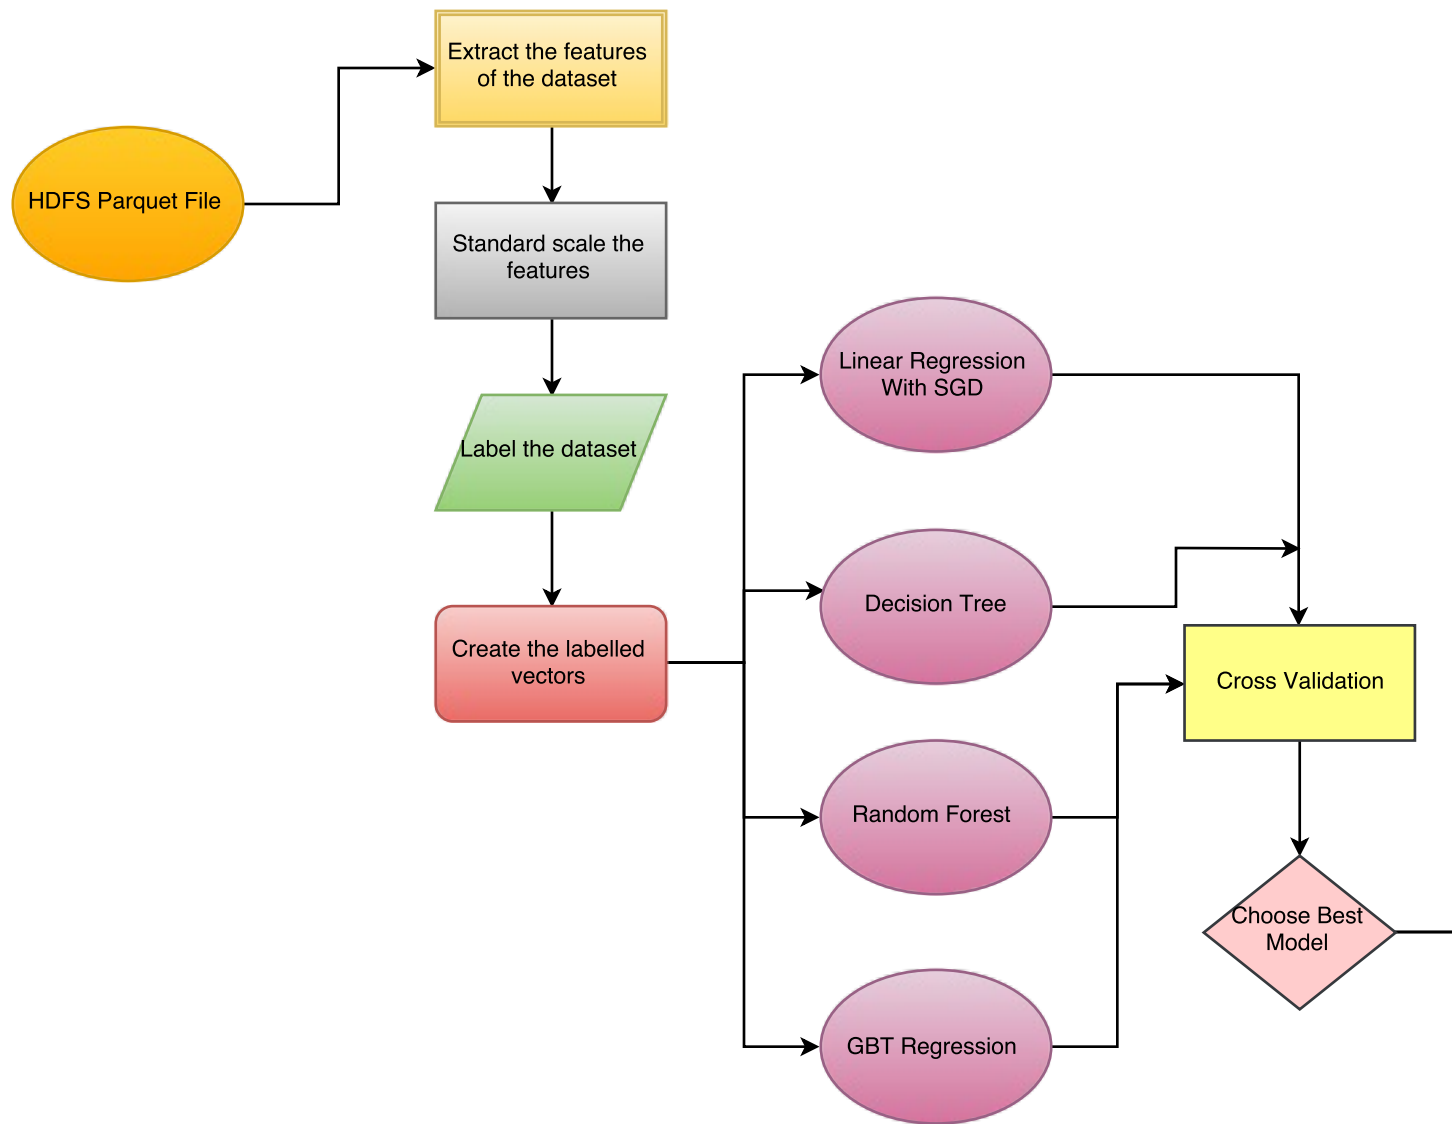 Extract the features
of the dataset
HDFS Parquet File
Standard scale the
features
Label the dataset
Create the labelled
vectors
Linear Regression
With SGD
Decision Tree
Random Forest
GBT Regression
Cross Validation
Choose Best
Model